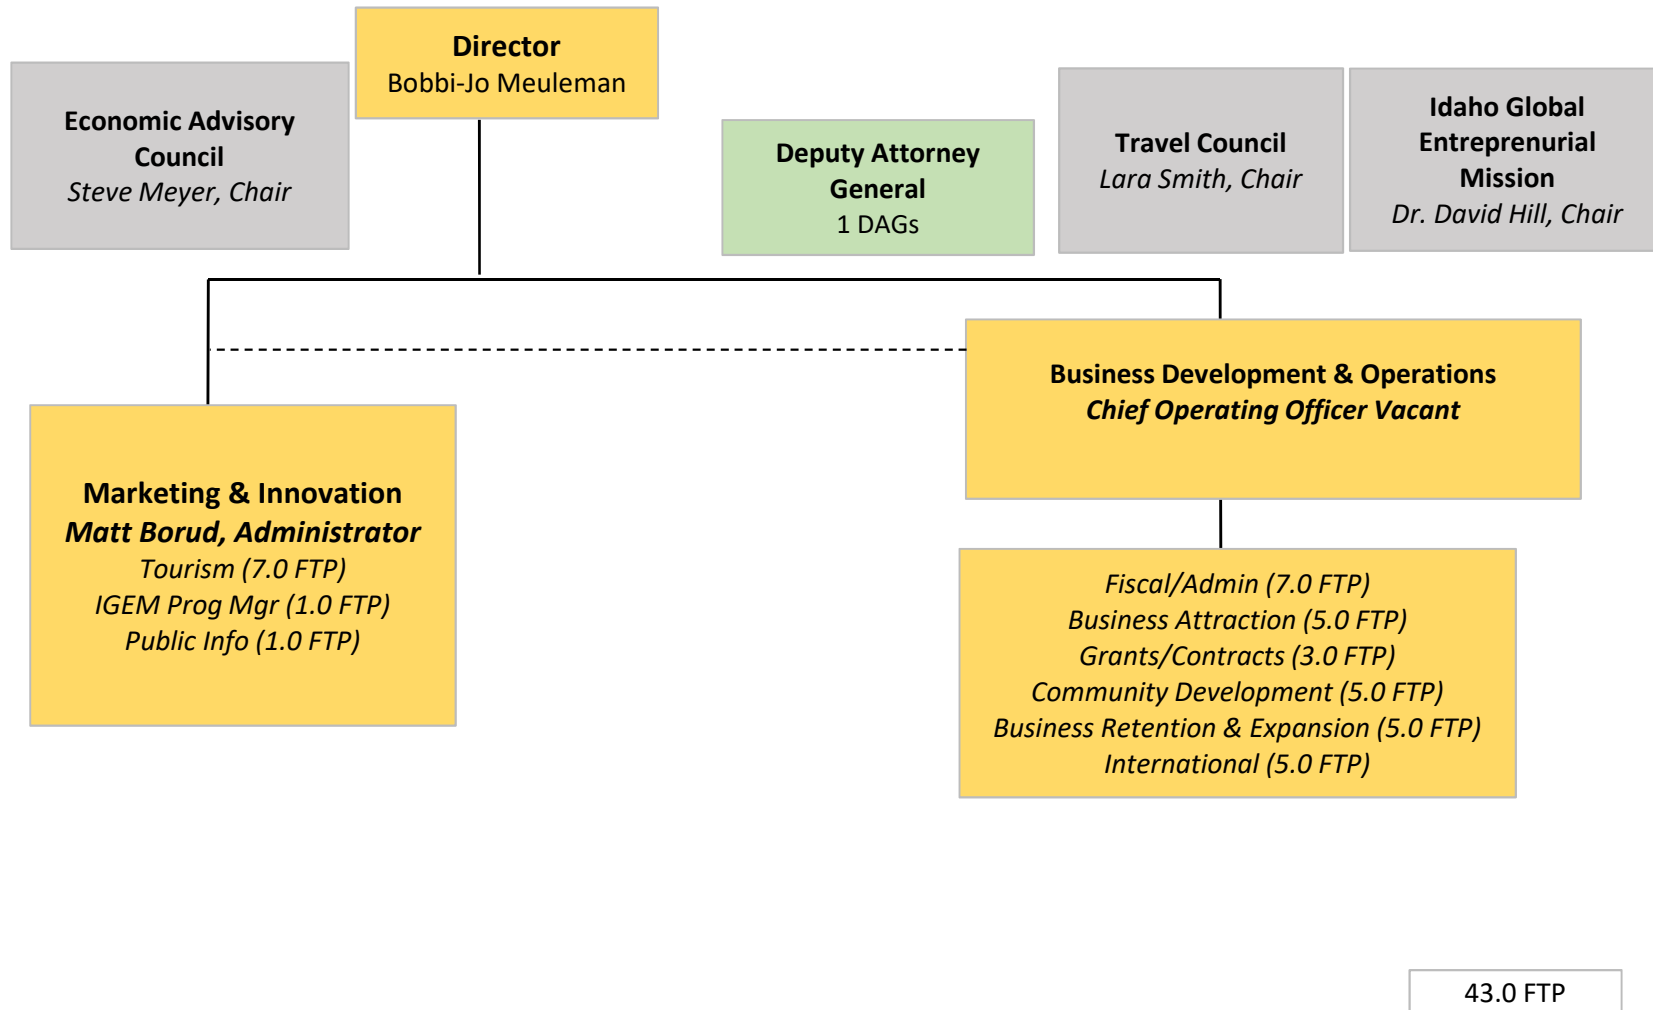 Director
Bobbi-Jo Meuleman
Economic Advisory
Council
Steve Meyer, Chair
Deputy Attorney
General
1 DAGs
Travel Council
Lara Smith, Chair
Idaho Global
Entreprenurial
Mission
Dr. David Hill, Chair
Business Development & Operations
Chief Operating Officer Vacant
Marketing & Innovation
Matt Borud, Administrator
Tourism (7.0 FTP)
IGEM Prog Mgr (1.0 FTP)
Public Info (1.0 FTP)
Fiscal/Admin (7.0 FTP)
Business Attraction (5.0 FTP)
Grants/Contracts (3.0 FTP)
Community Development (5.0 FTP)
Business Retention & Expansion (5.0 FTP)
International (5.0 FTP)
43.0 FTP